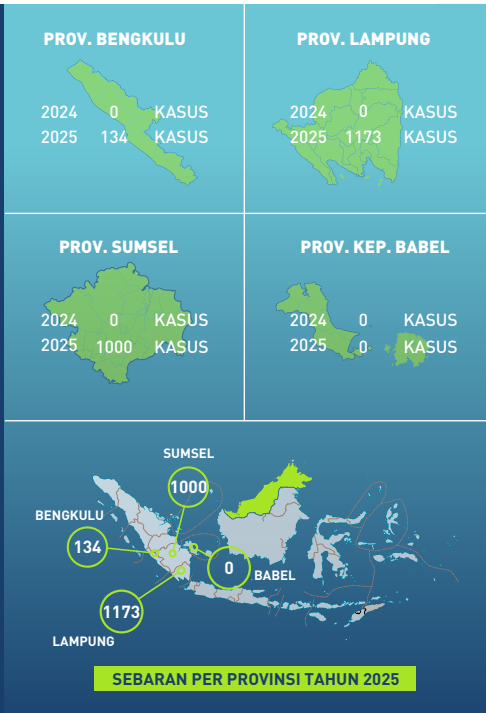 PROV. BENGKULU
2024 0 KASUS
2025 134 KASUS
PROV. LAMPUNG
2024 0 KASUS
2025 1173 KASUS
PROV. SUMSEL
2024 0 KASUS
2025 1000 KASUS
PROV. KEP. BABEL
2024 0 KASUS
2025 0 KASUS
SUMSEL
1000
BENGKULU
134
0
BABEL
1173
LAMPUNG
SEBARAN PER PROVINSI TAHUN 2025